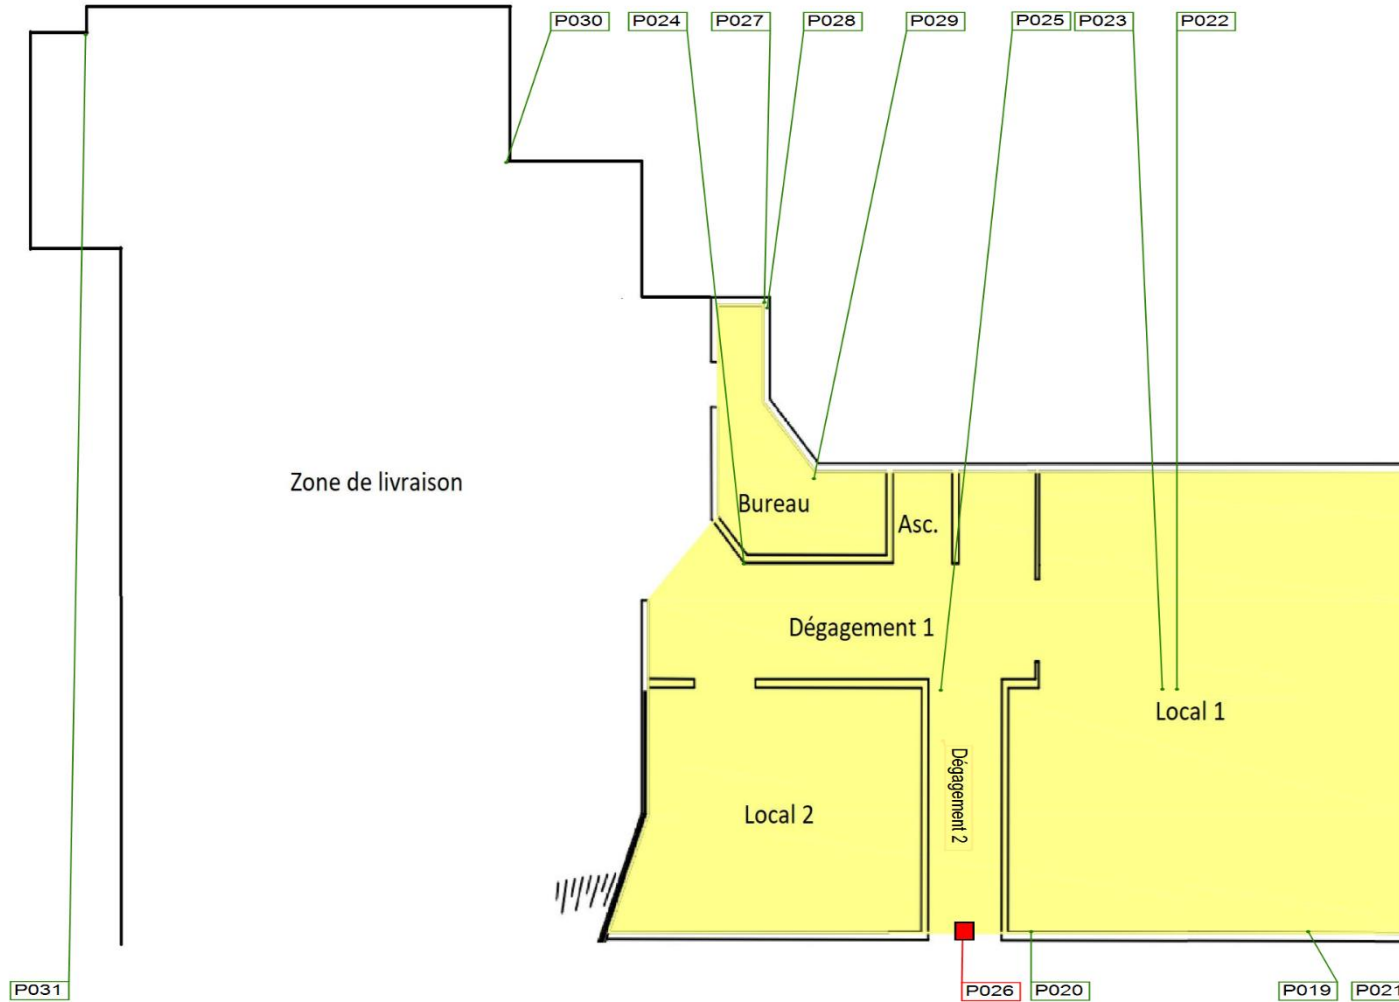 P030
P024
P027
P028
P029
P025
P023
P022
Zone de livraison
Bureau
Asc.
Dégagement 1
Local 1
Dégagement 2
Local 2
P031
P026
P020
P019
P021